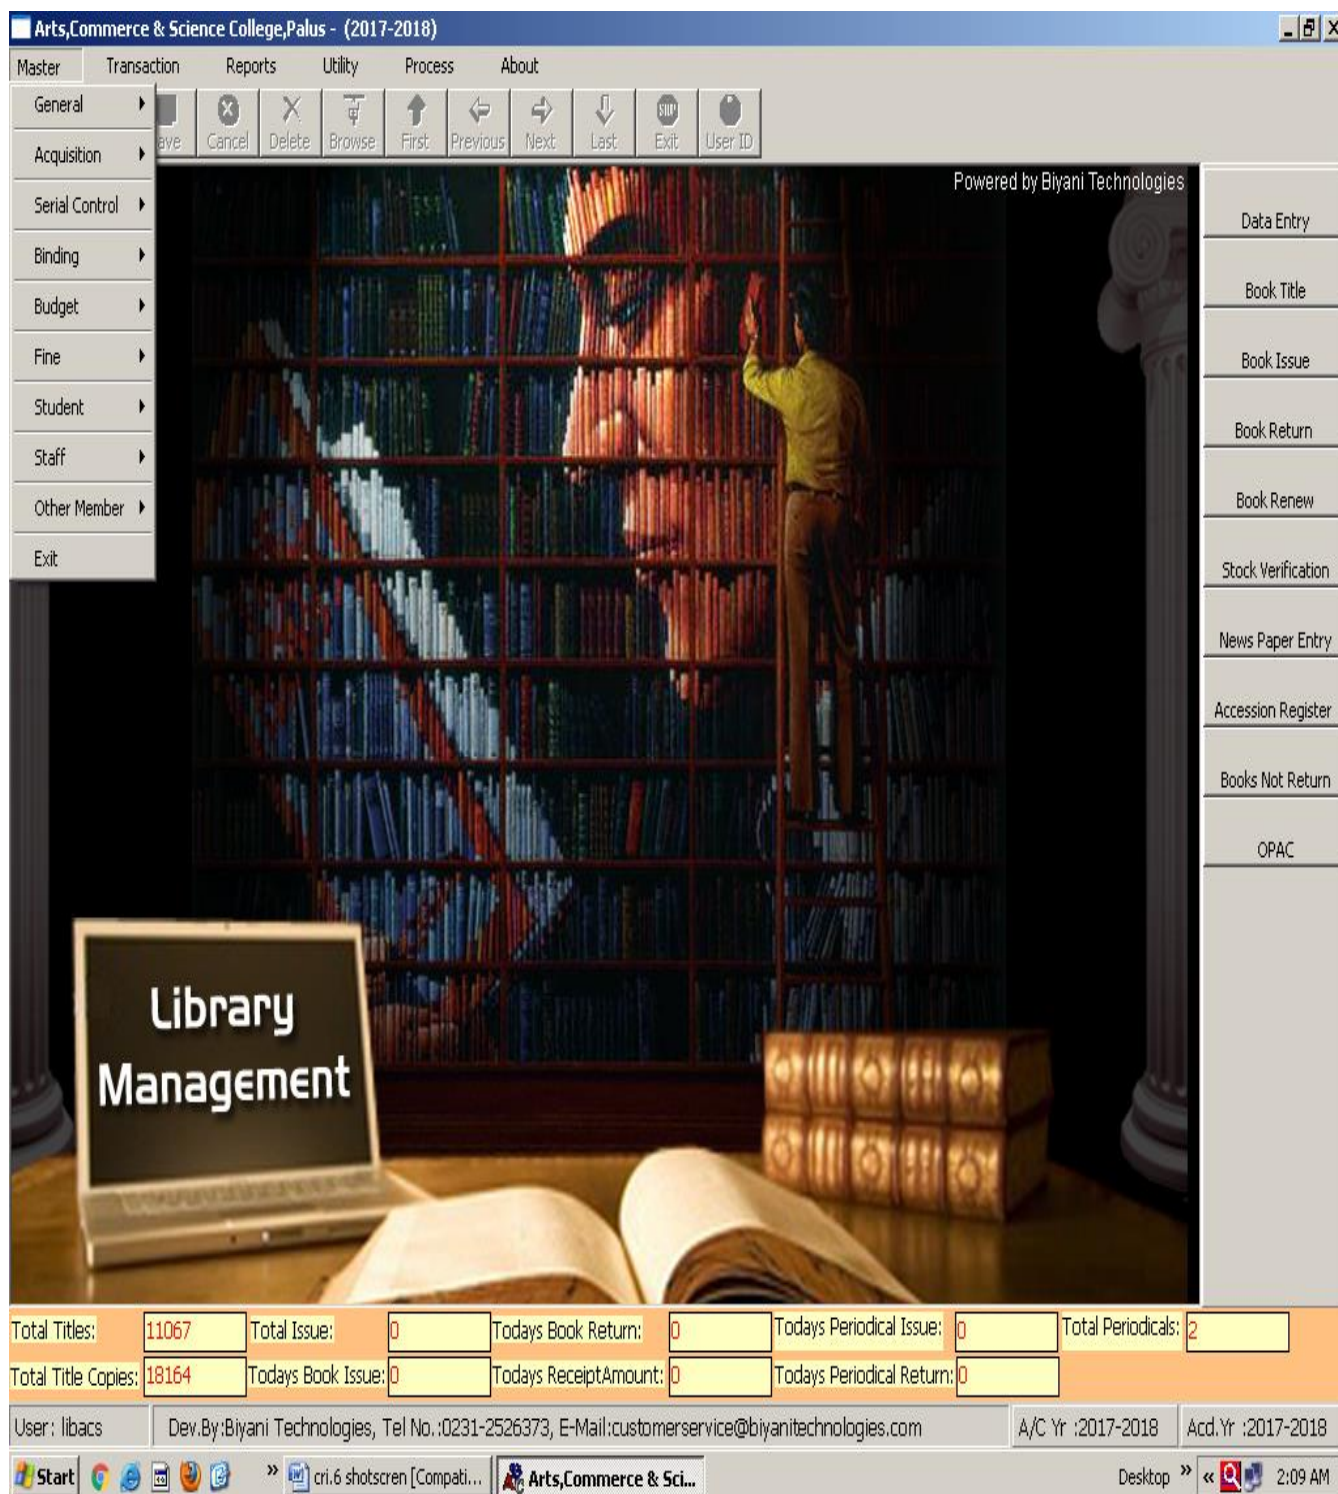 Arts,Commerce & Science College,Palus - (2017-2018)
Master Transaction Reports Utility Process About
ave Cancel Delete Browse First Previous Next Last Exit User ID
General
Acquisition
Serial Control
Binding
Budget
Fine
Student
Staff
Other Member
Exit
Powered by Biyani Technologies
Data Entry
Book Title
Book Issue
Book Return
Book Renew
Stock Verification
News Paper Entry
Accession Register
Books Not Return
OPAC
Library
Management
Total Titles: 11067 Total Issue: 0 Todays Book Return: 0 Todays Periodical Issue: 0 Total Periodicals: 2
Total Title Copies: 18164 Todays Book Issue: 0 Todays ReceiptAmount: 0 Todays Periodical Return: 0
User: libacs Dev.By:Biyani Technologies, Tel No.:0231-2526373, E-Mail:customerservice@biyanitechnologies.com A/C Yr :2017-2018 Acd.Yr :2017-2018
Start » cri.6 shotscren [Compati... Arts,Commerce & Sci... Desktop » « 2:09 AM